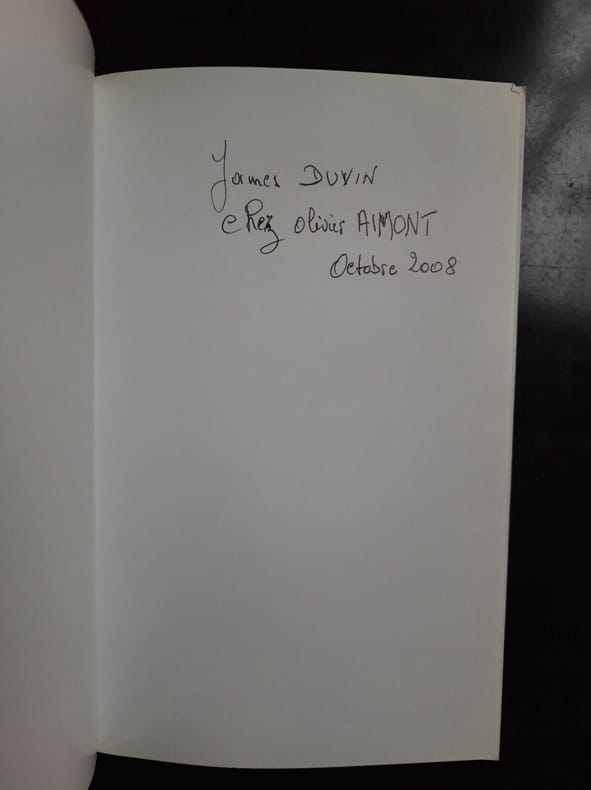 James DUVIN
chez olivier AIMONT
Octobre 2008